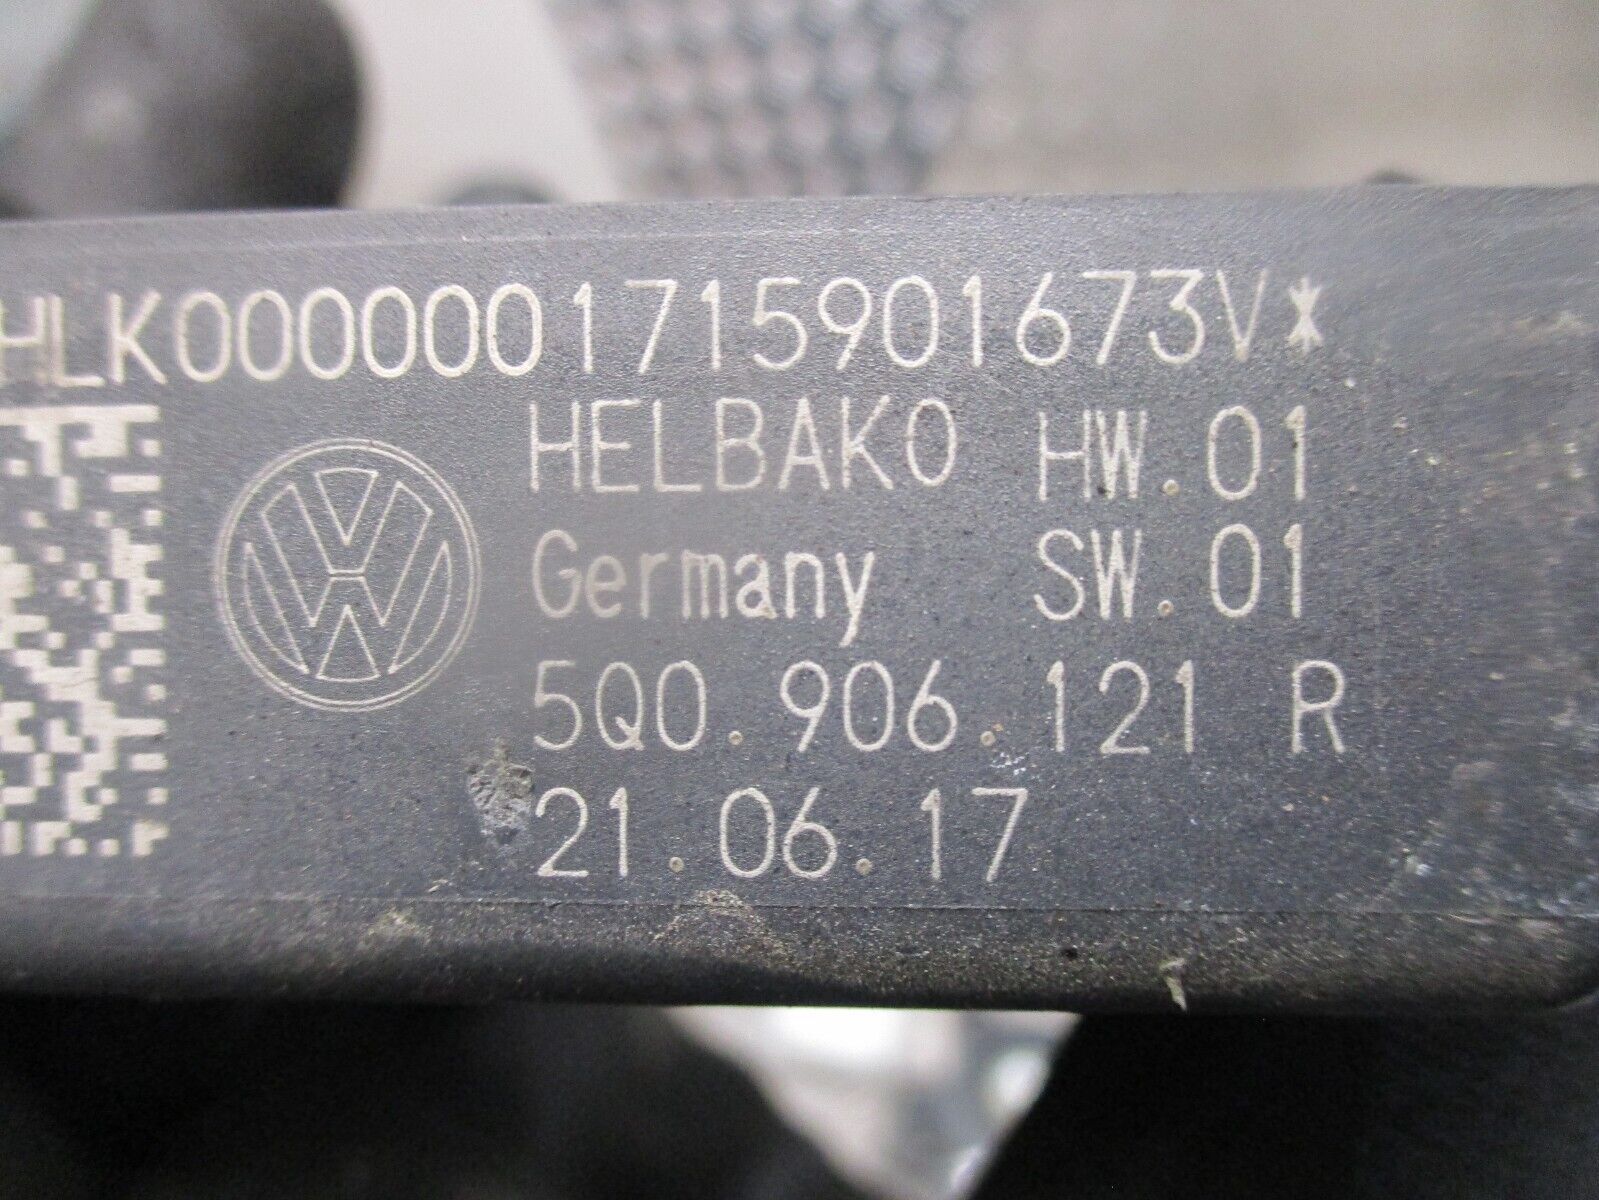 HLK0000001715901673V*
HELBAKO HW.01
Germany SW.01
5Q0.906.121 R
21.06.17